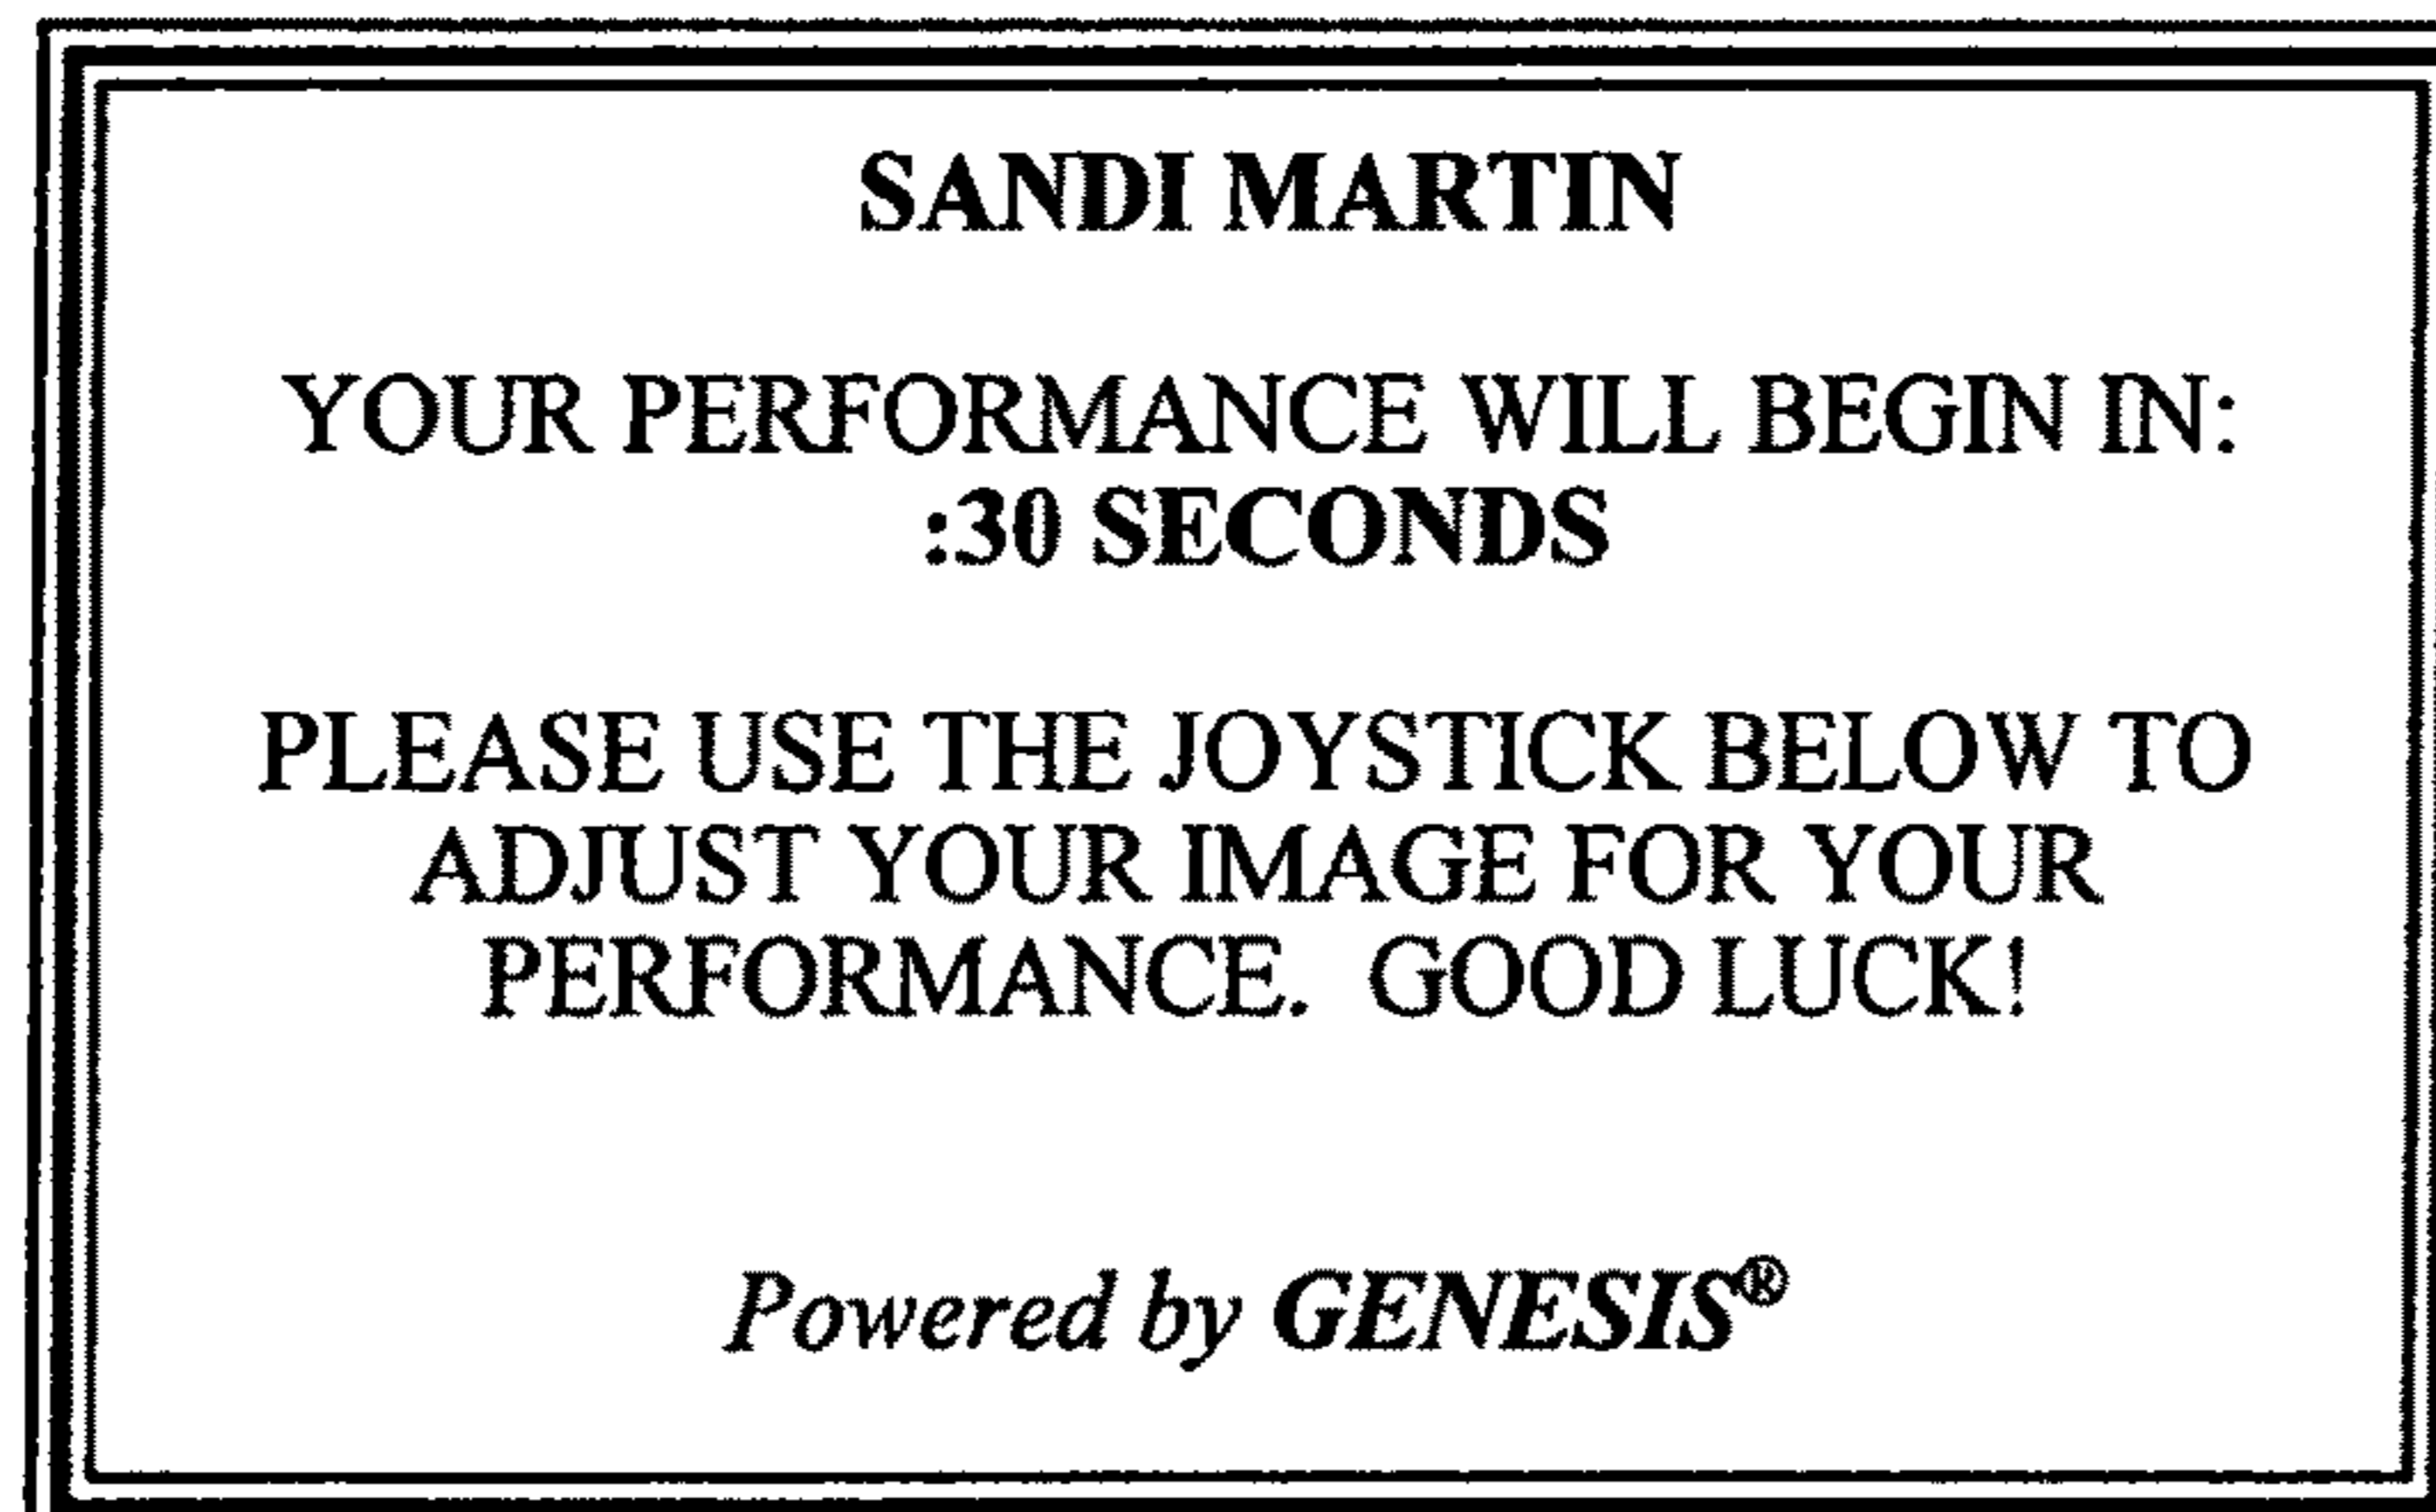 SANDI MARTIN
YOUR PERFORMANCE WILL BEGIN IN:
:30 SECONDS
PLEASE USE THE JOYSTICK BELOW TO
ADJUST YOUR IMAGE FOR YOUR
PERFORMANCE.  GOOD LUCK!
Powered by GENESIS®